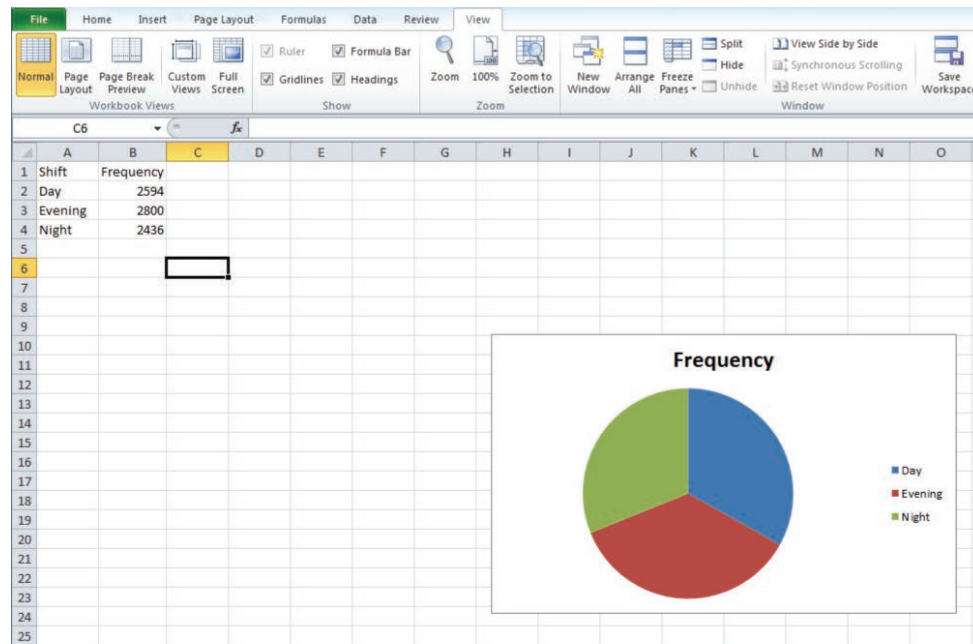 File Home Insert Page Layout Formulas Data Review View
Normal Page Layout Page Break Preview Custom Views Full Screen
Workbook Views
Ruler Formula Bar
Gridlines Headings
Show
Zoom 100% Zoom to Selection
Zoom
New Window Arrange All Freeze Panes
Split
Hide
Unhide
View Side by Side
Synchronous Scrolling
Reset Window Position
Window
Save
C6 fx
A B C D E F G H I J K L M N O
1 Shift Frequency
2 Day 2594
3 Evening 2800
4 Night 2436
5
6
7
8
9
10
11
12
13
14
15
16
17
18
19
20
21
22
23
24
25
Frequency
Day
Evening
Night